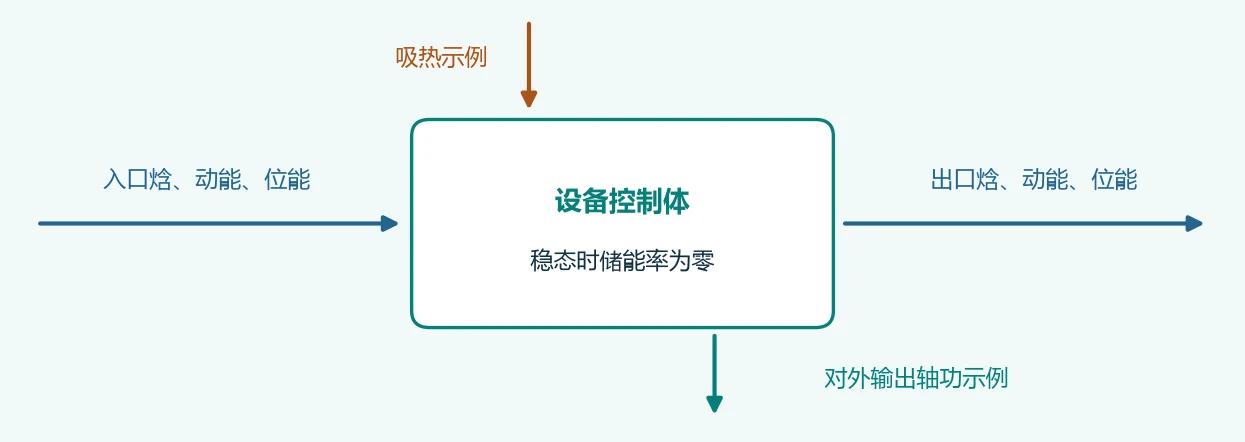 吸热示例
入口焓、动能、位能
设备控制体
稳态时储能率为零
出口焓、动能、位能
对外输出轴功示例